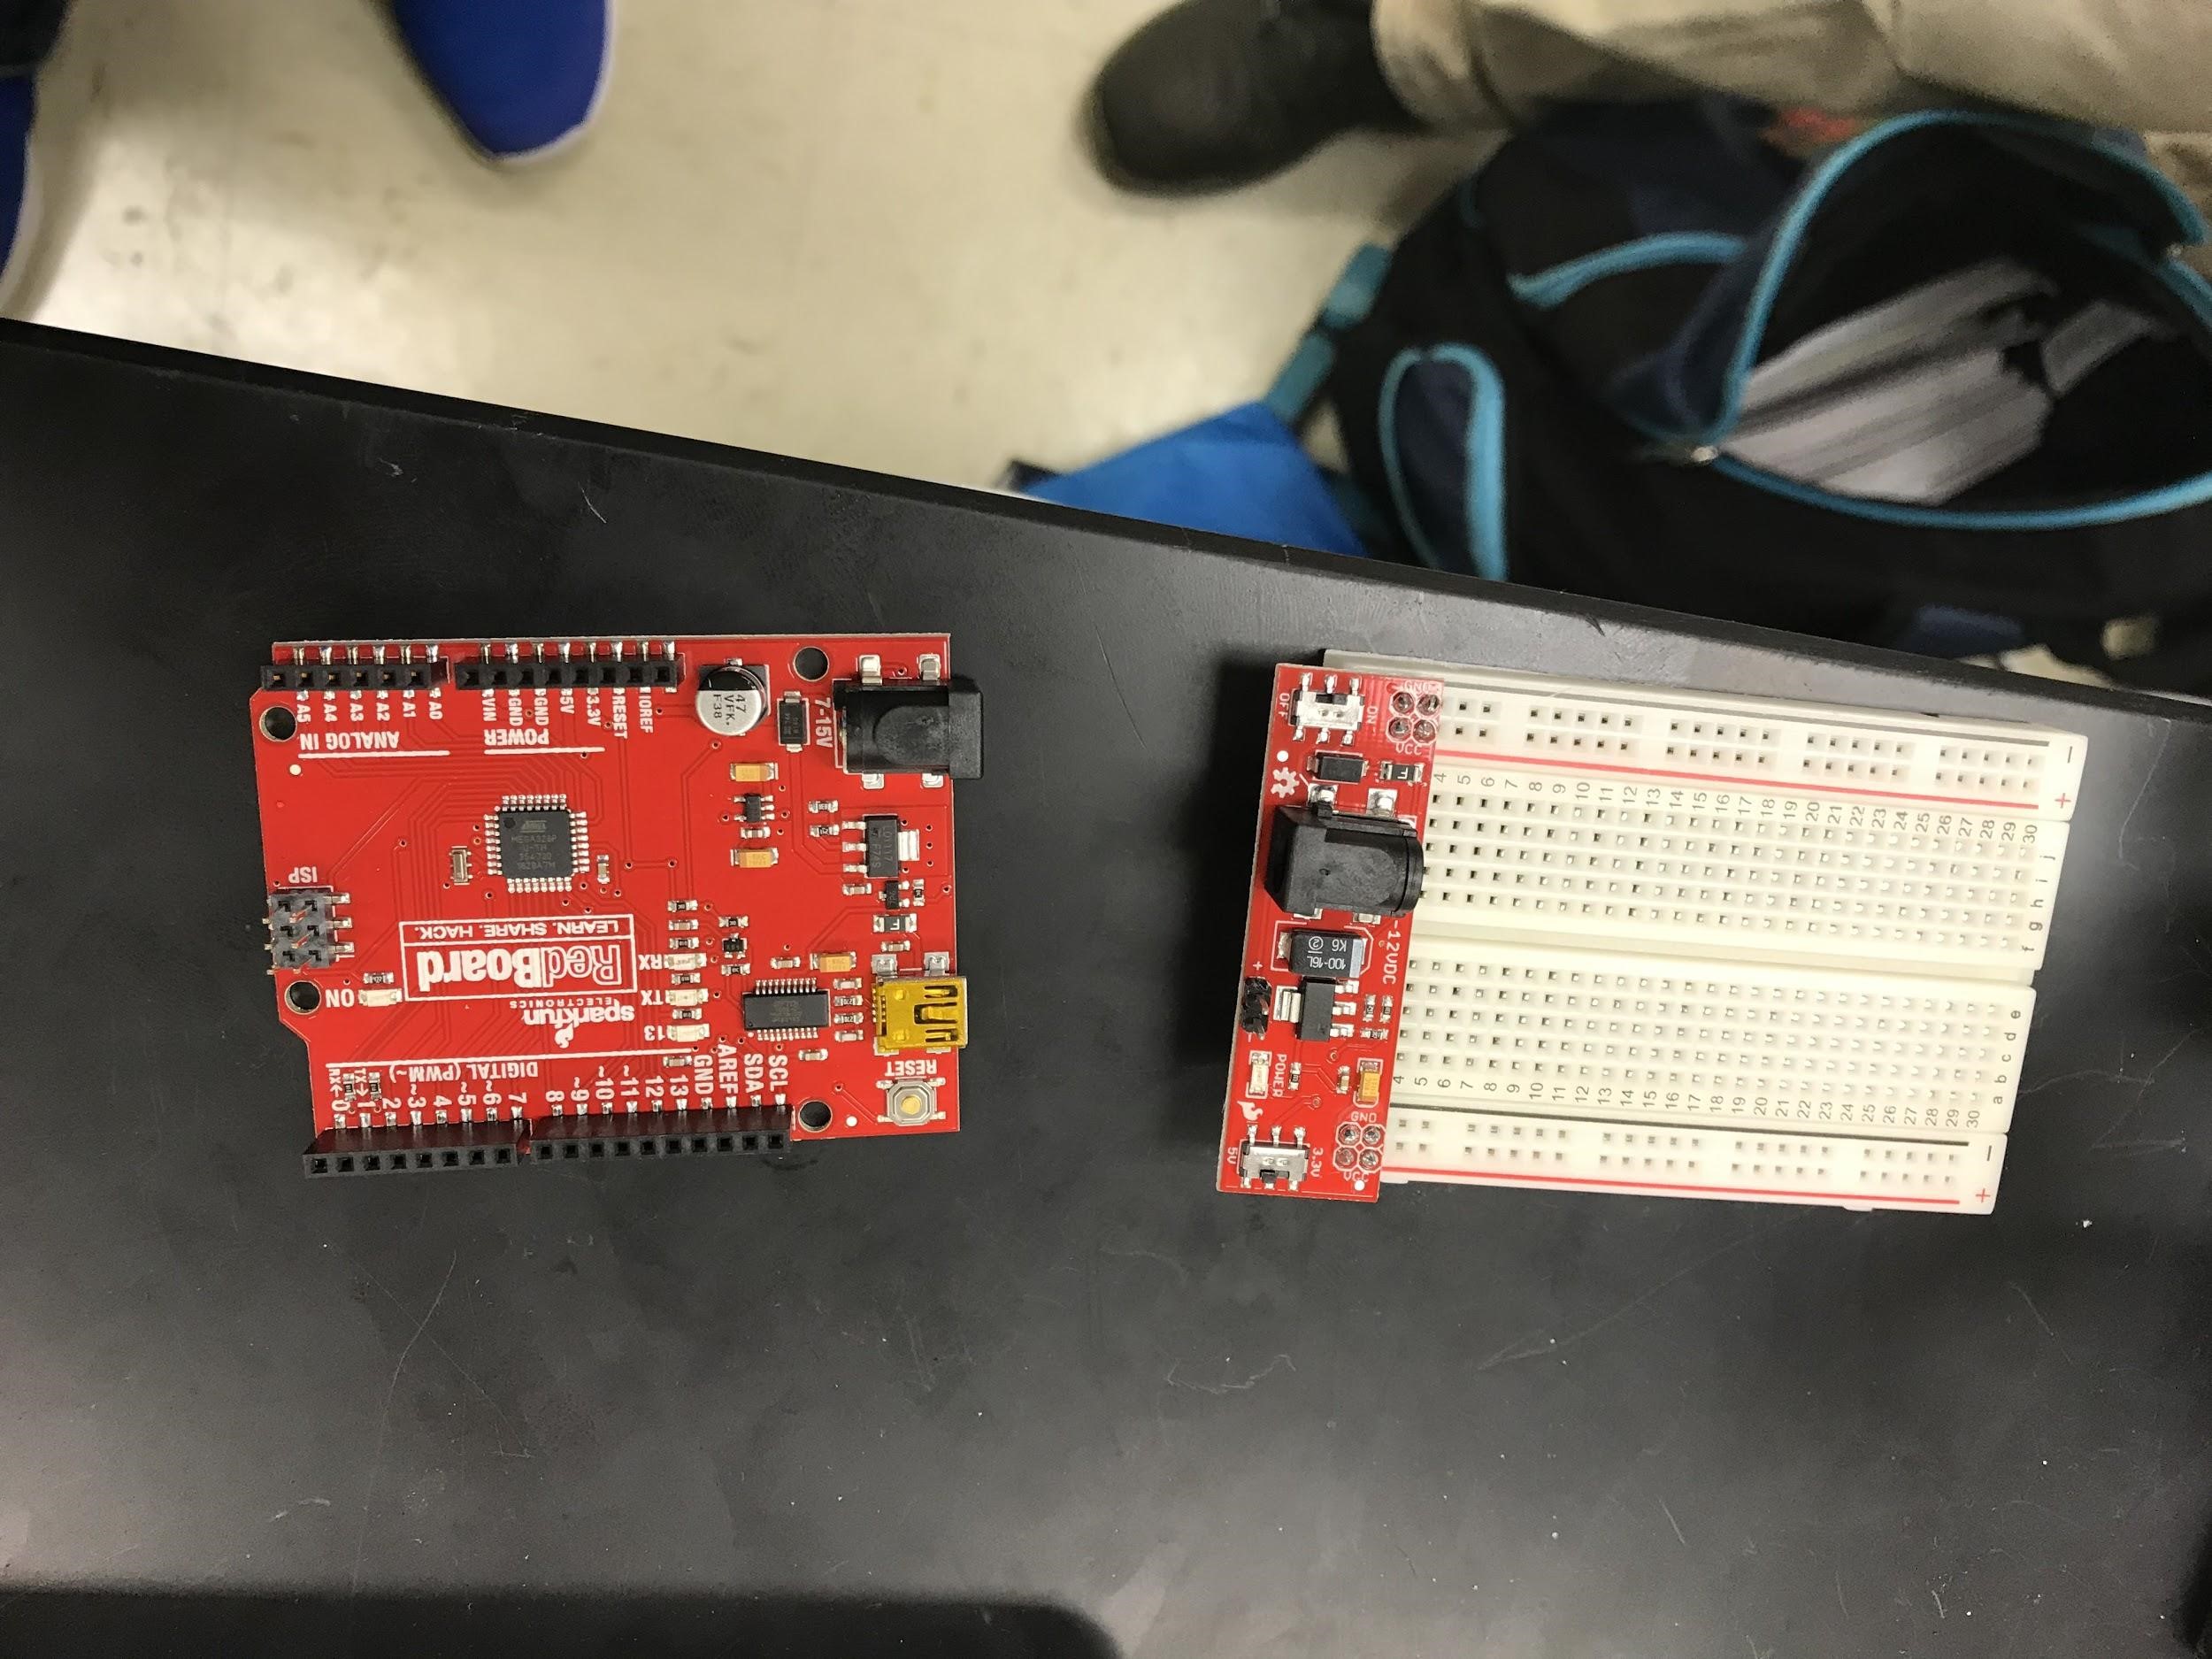 A5
A4
A3
A2
A1
A0
VIN
GND
GND
5V
3.3V
RESET
IOREF
ANALOG IN
POWER
47
VFK
F38
7-15V
ISP
LEARN. SHARE. HACK.
RedBoard
ELECTRONICS
sparkfun
ON
RX
TX
13
RESET
DIGITAL (PWM~)
RX←0
TX→1
2
~3
4
~5
~6
7
8
~9
~10
~11
12
13
GND
AREF
SDA
SCL
OFF
ON
GND
-12VDC
100-16L
K6
+
-
POWER
GND
5V
3.3V
4 5 6 7 8 9 10 11 12 13 14 15 16 17 18 19 20 21 22 23 24 25 26 27 28 29 30
j
i
h
g
f
e
d
c
b
a
4 5 6 7 8 9 10 11 12 13 14 15 16 17 18 19 20 21 22 23 24 25 26 27 28 29 30
-
+
-
+